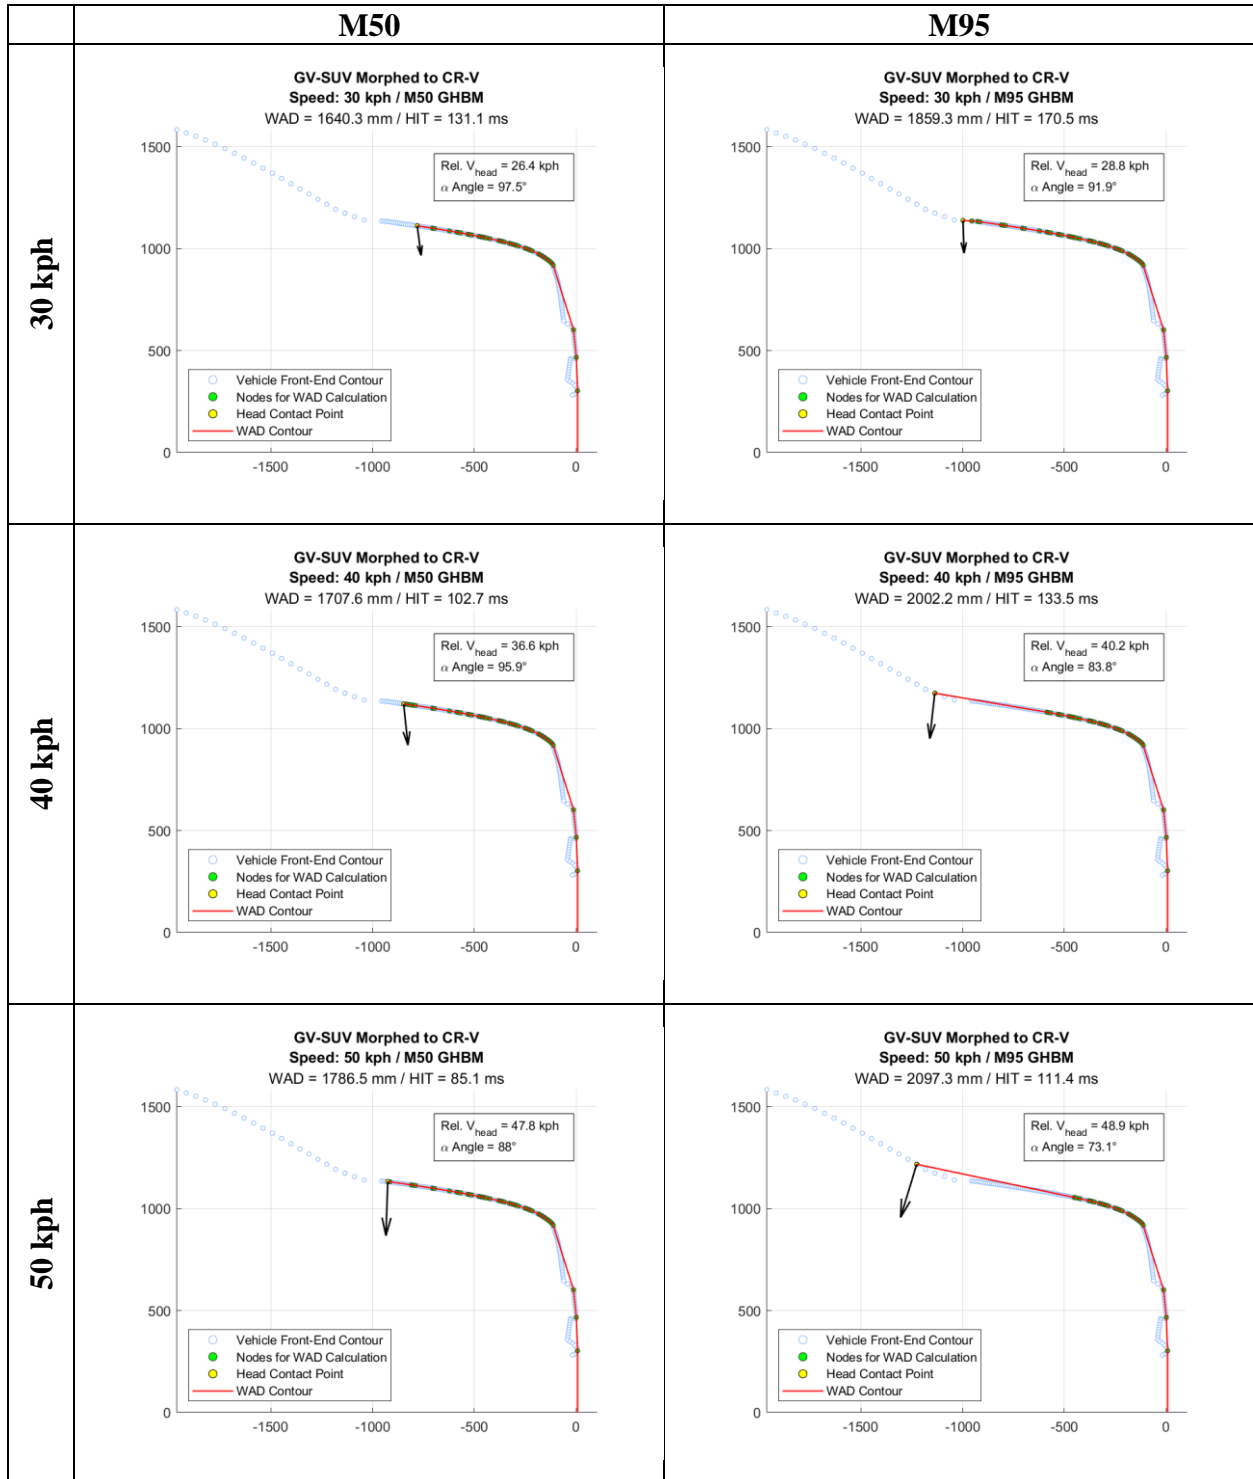 M50
M95
30 kph
GV-SUV Morphed to CR-V
Speed: 30 kph / M50 GHBM
WAD = 1640.3 mm / HIT = 131.1 ms
Rel. V_head = 26.4 kph
α Angle = 97.5°
1500
1000
500
0
-1500
-1000
-500
0
Vehicle Front-End Contour
Nodes for WAD Calculation
Head Contact Point
WAD Contour
GV-SUV Morphed to CR-V
Speed: 30 kph / M95 GHBM
WAD = 1859.3 mm / HIT = 170.5 ms
Rel. V_head = 28.8 kph
α Angle = 91.9°
1500
1000
500
0
-1500
-1000
-500
0
Vehicle Front-End Contour
Nodes for WAD Calculation
Head Contact Point
WAD Contour
40 kph
GV-SUV Morphed to CR-V
Speed: 40 kph / M50 GHBM
WAD = 1707.6 mm / HIT = 102.7 ms
Rel. V_head = 36.6 kph
α Angle = 95.9°
1500
1000
500
0
-1500
-1000
-500
0
Vehicle Front-End Contour
Nodes for WAD Calculation
Head Contact Point
WAD Contour
GV-SUV Morphed to CR-V
Speed: 40 kph / M95 GHBM
WAD = 2002.2 mm / HIT = 133.5 ms
Rel. V_head = 40.2 kph
α Angle = 83.8°
1500
1000
500
0
-1500
-1000
-500
0
Vehicle Front-End Contour
Nodes for WAD Calculation
Head Contact Point
WAD Contour
50 kph
GV-SUV Morphed to CR-V
Speed: 50 kph / M50 GHBM
WAD = 1786.5 mm / HIT = 85.1 ms
Rel. V_head = 47.8 kph
α Angle = 88°
1500
1000
500
0
-1500
-1000
-500
0
Vehicle Front-End Contour
Nodes for WAD Calculation
Head Contact Point
WAD Contour
GV-SUV Morphed to CR-V
Speed: 50 kph / M95 GHBM
WAD = 2097.3 mm / HIT = 111.4 ms
Rel. V_head = 48.9 kph
α Angle = 73.1°
1500
1000
500
0
-1500
-1000
-500
0
Vehicle Front-End Contour
Nodes for WAD Calculation
Head Contact Point
WAD Contour